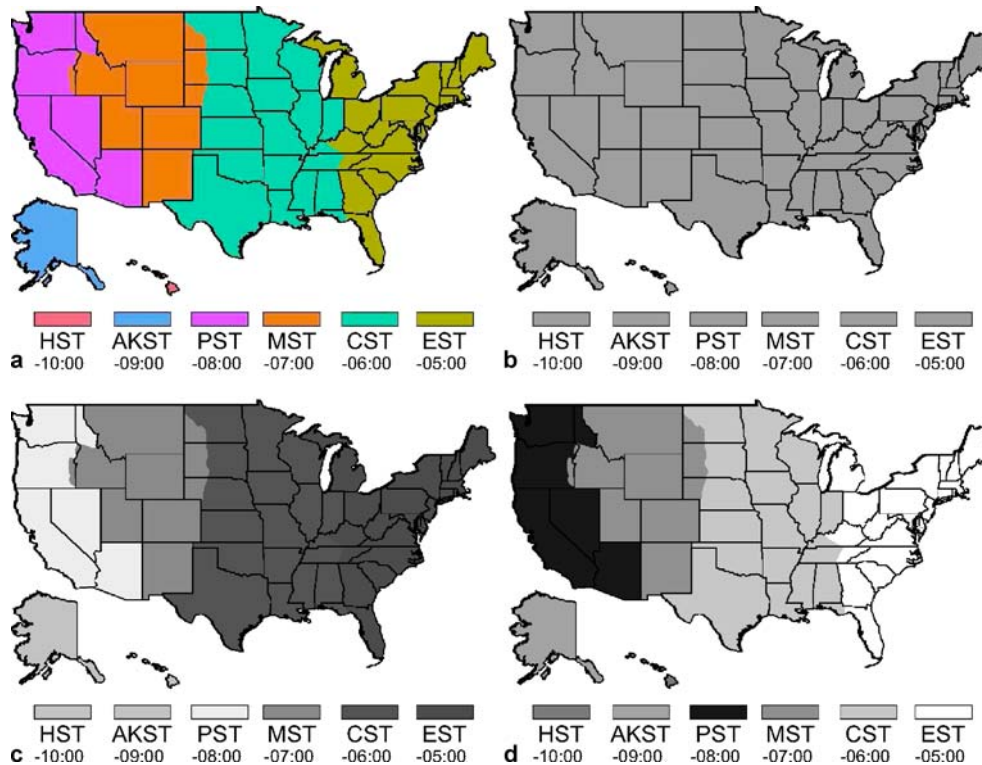 HST AKST PST MST CST EST
a -10:00 -09:00 -08:00 -07:00 -06:00 -05:00
HST AKST PST MST CST EST
b -10:00 -09:00 -08:00 -07:00 -06:00 -05:00
HST AKST PST MST CST EST
c -10:00 -09:00 -08:00 -07:00 -06:00 -05:00
HST AKST PST MST CST EST
d -10:00 -09:00 -08:00 -07:00 -06:00 -05:00